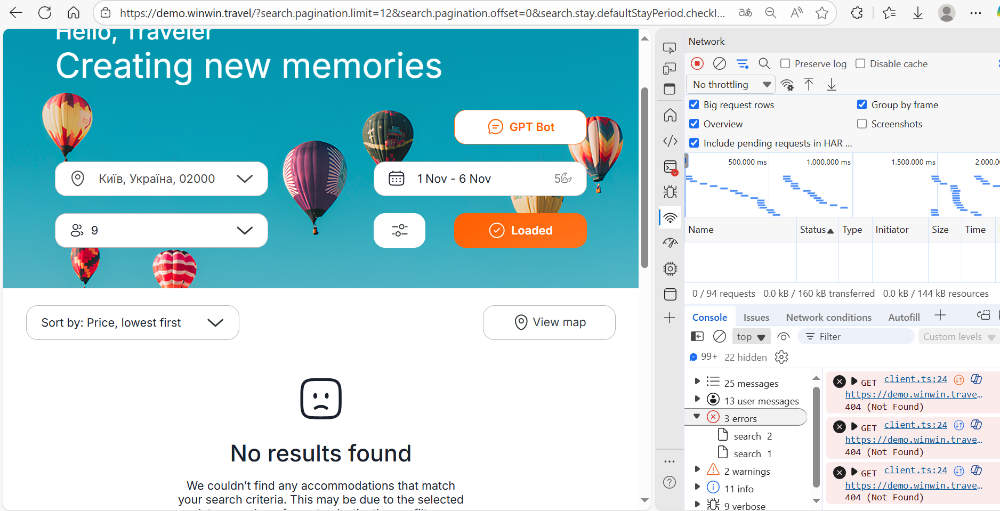 https://demo.winwin.travel/?search.pagination.limit=12&search.pagination.offset=0&search.stay.defaultStayPeriod.checkI...
Hello, Traveler
Creating new memories
GPT Bot
Київ, Україна, 02000
1 Nov - 6 Nov
5
9
Loaded
Sort by: Price, lowest first
View map
No results found
We couldn’t find any accommodations that match
your search criteria. This may be due to the selected
Network
Preserve log
Disable cache
No throttling
Big request rows
Group by frame
Overview
Screenshots
Include pending requests in HAR ...
500,000 ms
1,000,000 ms
1,500,000 ms
2,000,0
Name
Status
Type
Initiator
Size
Time
0 / 94 requests
0.0 kB / 160 kB transferred
0.0 kB / 144 kB resources
Console
Issues
Network conditions
Autofill
top
Filter
Custom levels
99+
22 hidden
25 messages
13 user messages
3 errors
search 2
search 1
2 warnings
11 info
9 verbose
GET client.ts:24
https://demo.winwin.trave…
404 (Not Found)
GET client.ts:24
https://demo.winwin.trave…
404 (Not Found)
GET client.ts:24
https://demo.winwin.trave…
404 (Not Found)